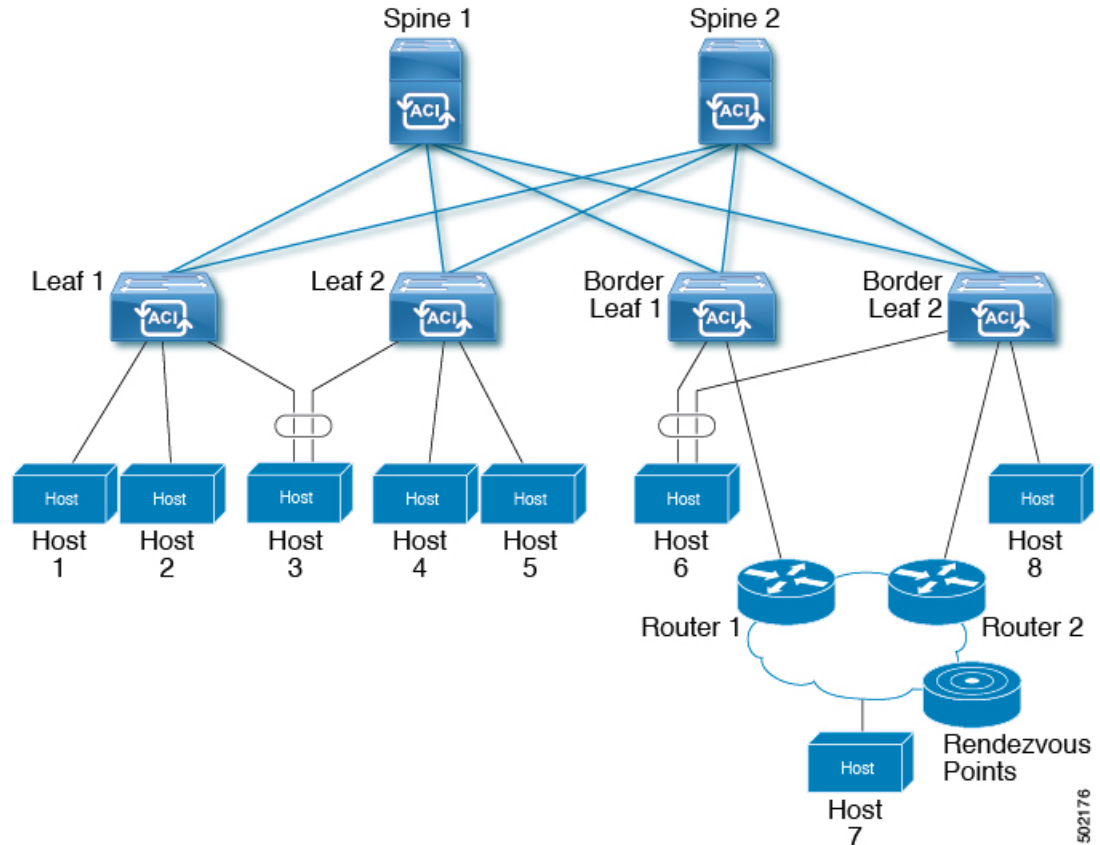 Spine 1
Spine 2
ACI
ACI
Leaf 1
Leaf 2
Border
Leaf 1
Border
Leaf 2
ACI
ACI
ACI
ACI
Host
Host
Host
Host
Host
Host
Host
Host
1
Host
2
Host
3
Host
4
Host
5
Host
6
Host
8
Router 1
Router 2
Host
Rendezvous
Points
Host
7
502176